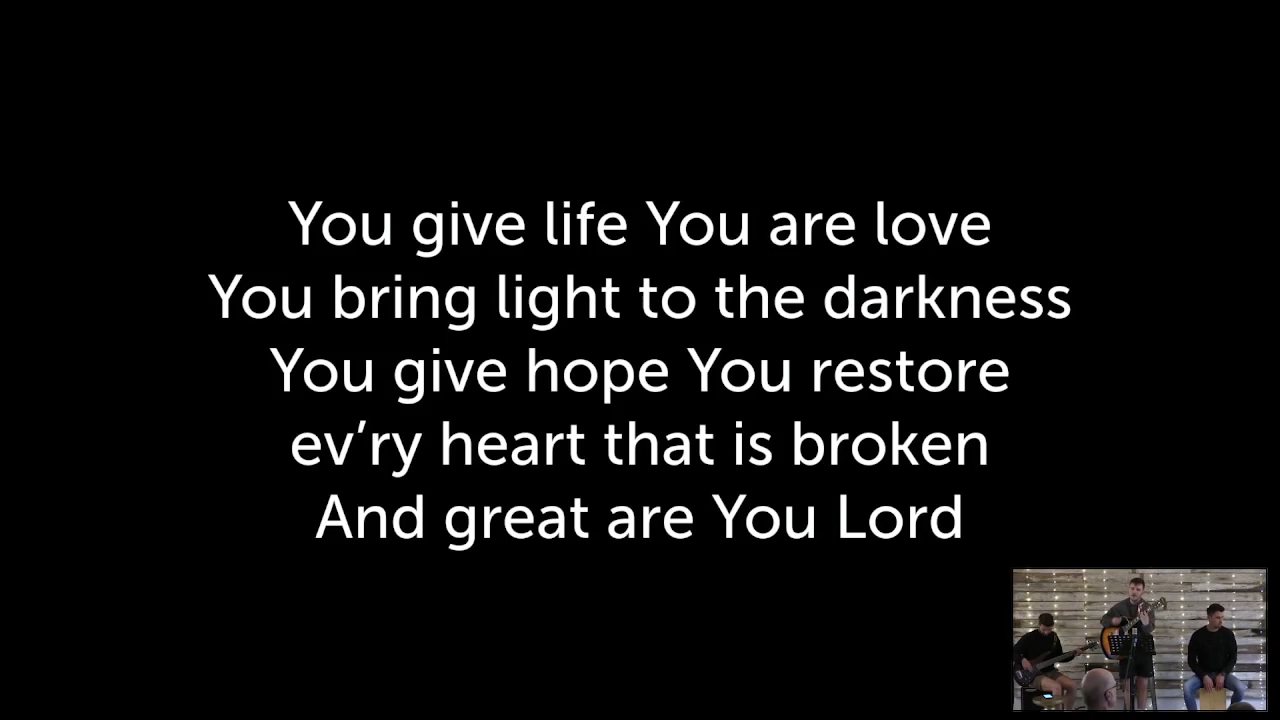 You give life You are love
You bring light to the darkness
You give hope You restore
ev’ry heart that is broken
And great are You Lord